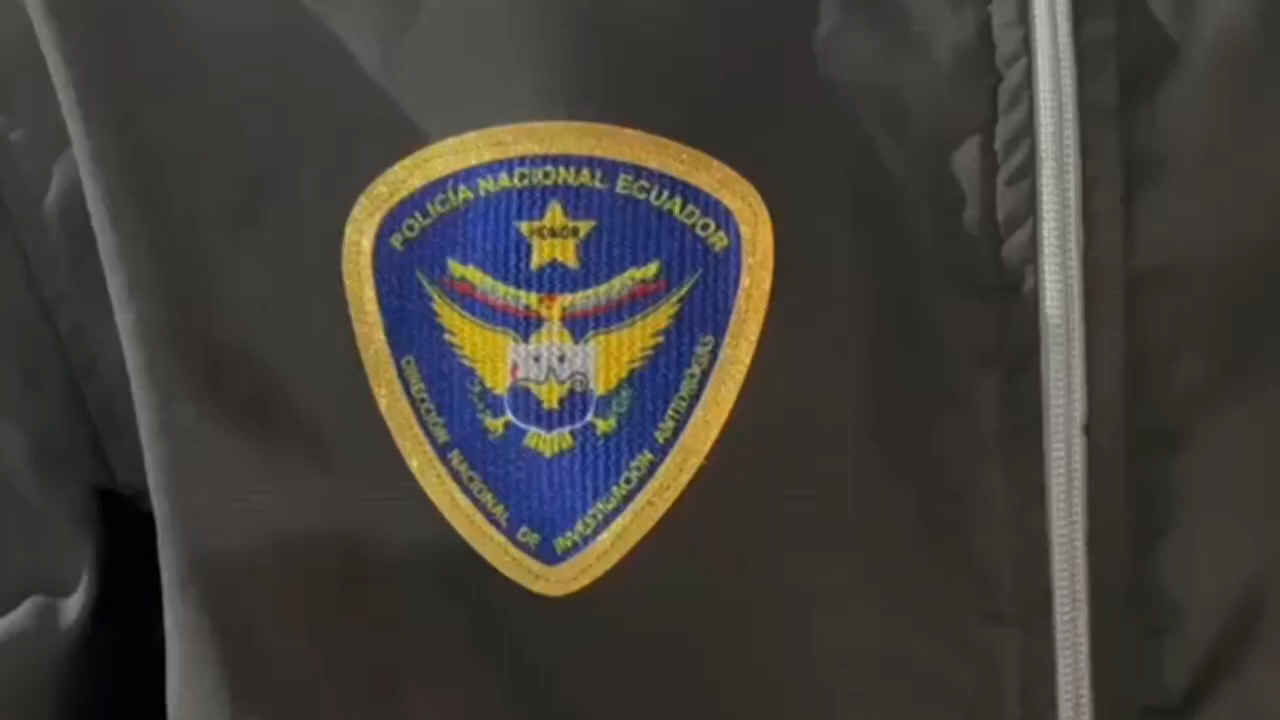 POLICÍA NACIONAL ECUADOR
HONOR
DIRECCIÓN NACIONAL DE INVESTIGACIÓN ANTIDROGAS